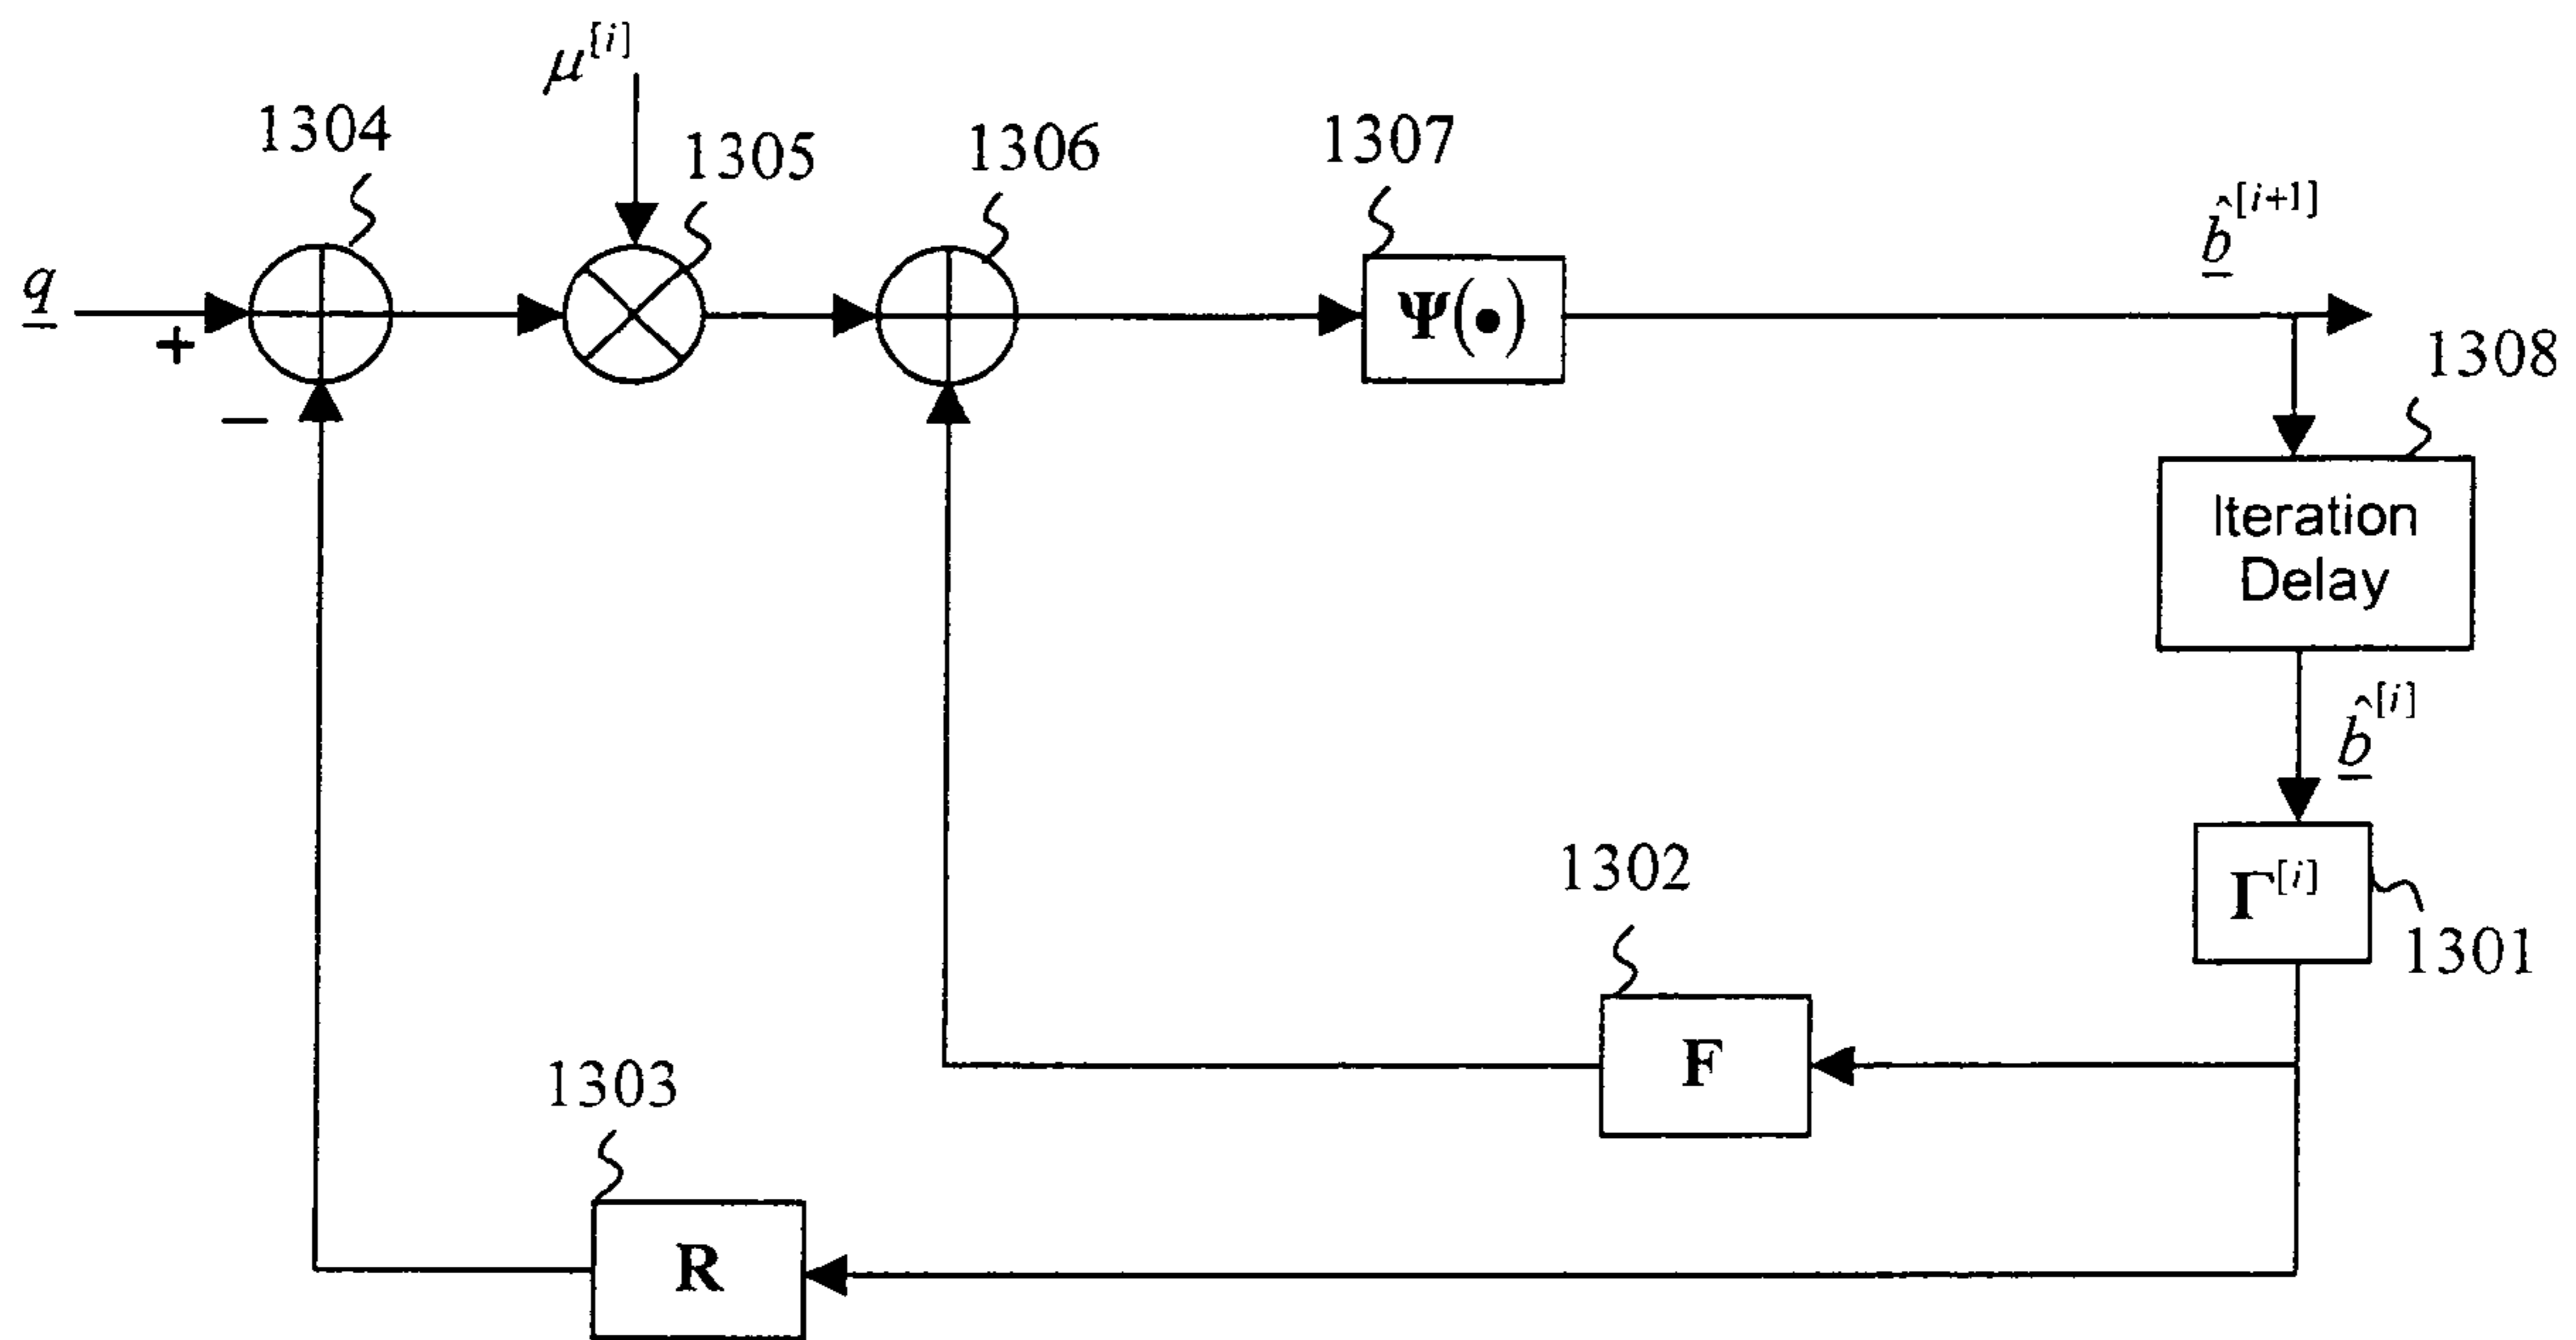 μ^[i]
1304
1305
1306
1307
q
+
−
Ψ(•)
b̂^[i+1]
1308
Iteration
Delay
b̂^[i]
1302
Γ^[i]
1301
F
1303
R